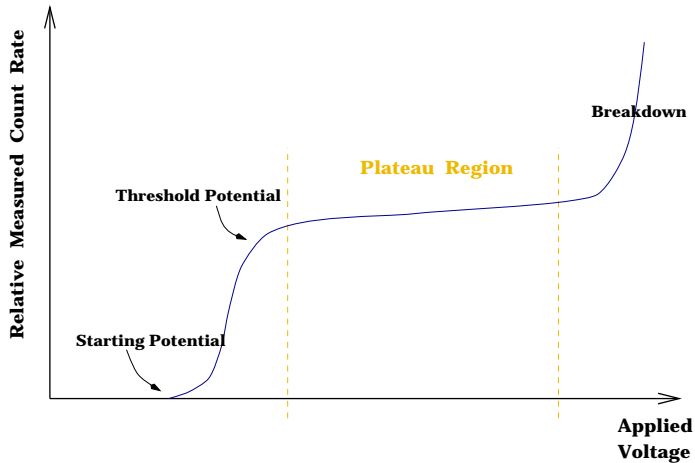 Relative Measured Count Rate
Breakdown
Plateau Region
Threshold Potential
Starting Potential
Applied
Voltage